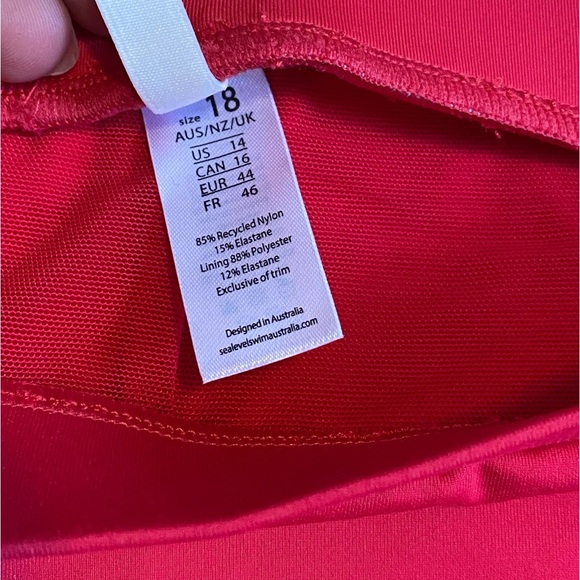 size 18
AUS/NZ/UK
US 14
CAN 16
EUR 44
FR 46
85% Recycled Nylon
15% Elastane
Lining 88% Polyester
12% Elastane
Exclusive of trim
Designed in Australia
sealevelswimaustralia.com